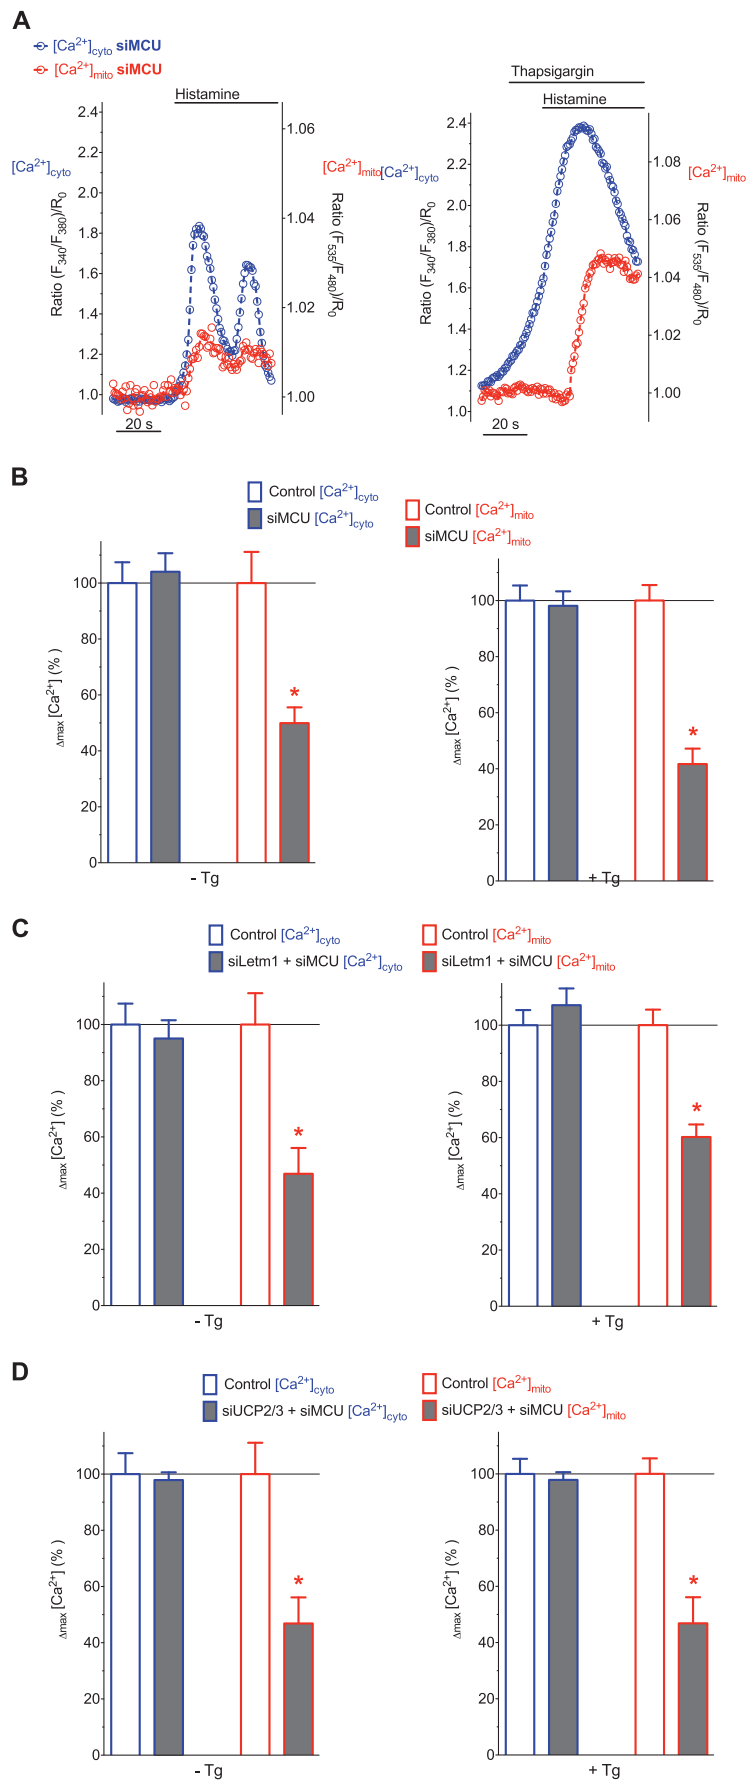 A
[Ca²⁺]cyto siMCU
[Ca²⁺]mito siMCU
Histamine
2.4
2.2
2.0
1.8
1.6
1.4
1.2
1.0
[Ca²⁺]cyto
Ratio (F340/F380)/R0
1.06
1.04
1.02
1.00
[Ca²⁺]mito
Ratio (F535/F480)/R0
20 s
Thapsigargin
Histamine
[Ca²⁺]cyto
Ratio (F340/F380)/R0
2.4
2.2
2.0
1.8
1.6
1.4
1.2
1.0
1.08
1.06
1.04
1.02
1.00
[Ca²⁺]mito
Ratio (F535/F480)/R0
20 s
B
Control [Ca²⁺]cyto
siMCU [Ca²⁺]cyto
Control [Ca²⁺]mito
siMCU [Ca²⁺]mito
Δmax [Ca²⁺] (% )
100
80
60
40
20
0
*
- Tg
Δmax [Ca²⁺] (% )
100
80
60
40
20
0
*
+ Tg
C
Control [Ca²⁺]cyto
siLetm1 + siMCU [Ca²⁺]cyto
Control [Ca²⁺]mito
siLetm1 + siMCU [Ca²⁺]mito
Δmax [Ca²⁺] (% )
100
80
60
40
20
0
*
- Tg
Δmax [Ca²⁺] (% )
100
80
60
40
20
0
*
+ Tg
D
Control [Ca²⁺]cyto
siUCP2/3 + siMCU [Ca²⁺]cyto
Control [Ca²⁺]mito
siUCP2/3 + siMCU [Ca²⁺]mito
Δmax [Ca²⁺] (% )
100
80
60
40
20
0
*
- Tg
Δmax [Ca²⁺] (% )
100
80
60
40
20
0
*
+ Tg